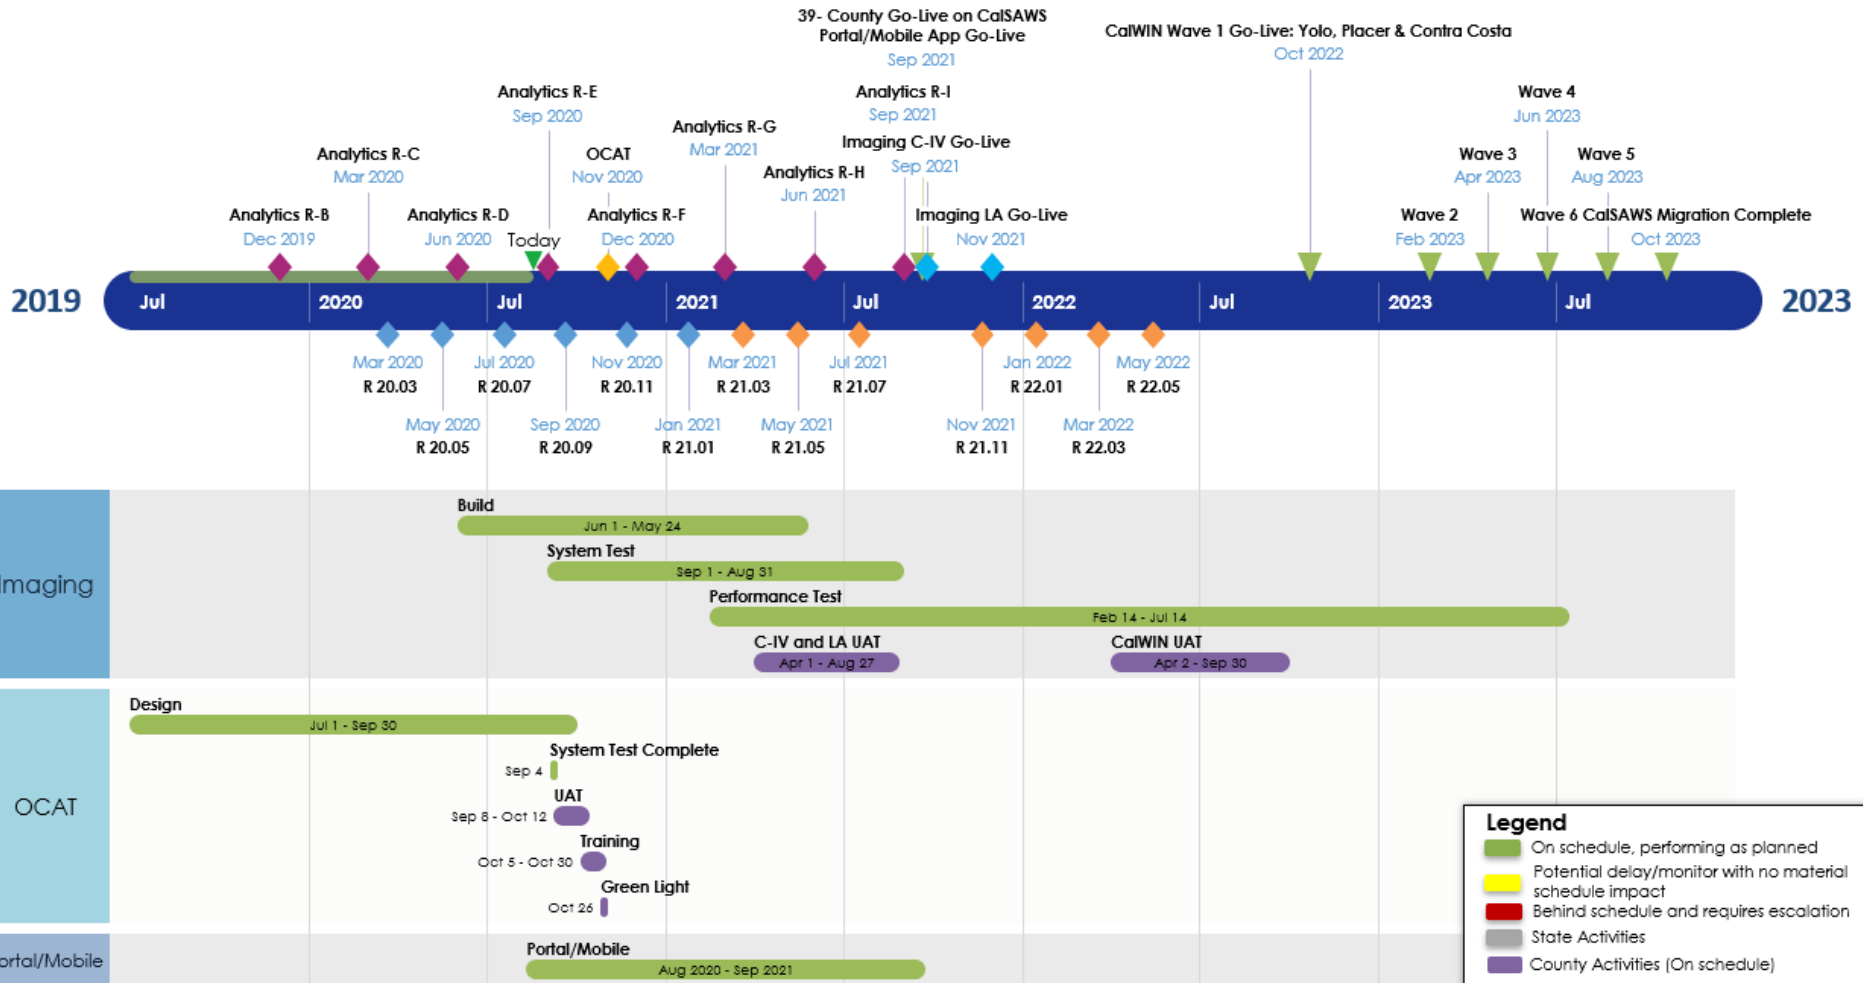 39- County Go-Live on CalSAWS
Portal/Mobile App Go-Live
Sep 2021
CalWIN Wave 1 Go-Live: Yolo, Placer & Contra Costa
Oct 2022
Analytics R-E
Sep 2020
Analytics R-I
Sep 2021
Wave 4
Jun 2023
Analytics R-G
Mar 2021
Imaging C-IV Go-Live
Sep 2021
Analytics R-C
Mar 2020
OCAT
Nov 2020
Analytics R-H
Jun 2021
Wave 3
Apr 2023
Wave 5
Aug 2023
Analytics R-B
Dec 2019
Analytics R-D
Jun 2020
Today
Analytics R-F
Dec 2020
Imaging LA Go-Live
Nov 2021
Wave 2
Feb 2023
Wave 6 CalSAWS Migration Complete
Oct 2023
2019
Jul
2020
Jul
2021
Jul
2022
Jul
2023
Jul
2023
Mar 2020
R 20.03
Jul 2020
R 20.07
Nov 2020
R 20.11
Mar 2021
R 21.03
Jul 2021
R 21.07
Jan 2022
R 22.01
May 2022
R 22.05
May 2020
R 20.05
Sep 2020
R 20.09
Jan 2021
R 21.01
May 2021
R 21.05
Nov 2021
R 21.11
Mar 2022
R 22.03
Imaging
Build
Jun 1 - May 24
System Test
Sep 1 - Aug 31
Performance Test
Feb 14 - Jul 14
C-IV and LA UAT
Apr 1 - Aug 27
CalWIN UAT
Apr 2 - Sep 30
OCAT
Design
Jul 1 - Sep 30
System Test Complete
Sep 4
UAT
Sep 8 - Oct 12
Training
Oct 5 - Oct 30
Green Light
Oct 26
ortal/Mobile
Portal/Mobile
Aug 2020 - Sep 2021
Legend
On schedule, performing as planned
Potential delay/monitor with no material
schedule impact
Behind schedule and requires escalation
State Activities
County Activities (On schedule)